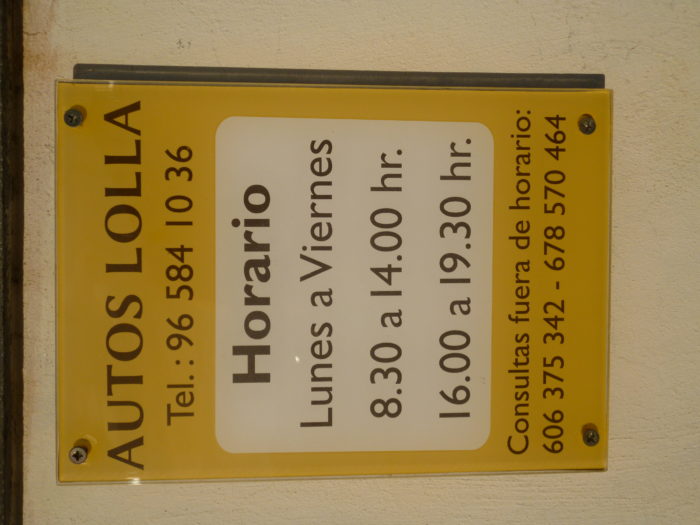 AUTOS LOLLA
Tel. : 96 584 10 36
Horario
Lunes a Viernes
8.30 a 14.00 hr.
16.00 a 19.30 hr.
Consultas fuera de horario:
606 375 342 - 678 570 464